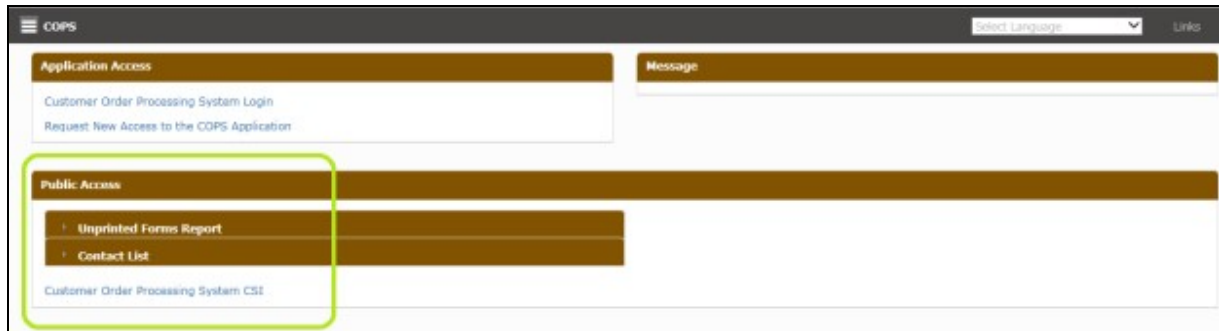 COPS
Select Language
Links
Application Access
Customer Order Processing System Login
Request New Access to the COPS Application
Message
Public Access
Unprinted Forms Report
Contact List
Customer Order Processing System CSI